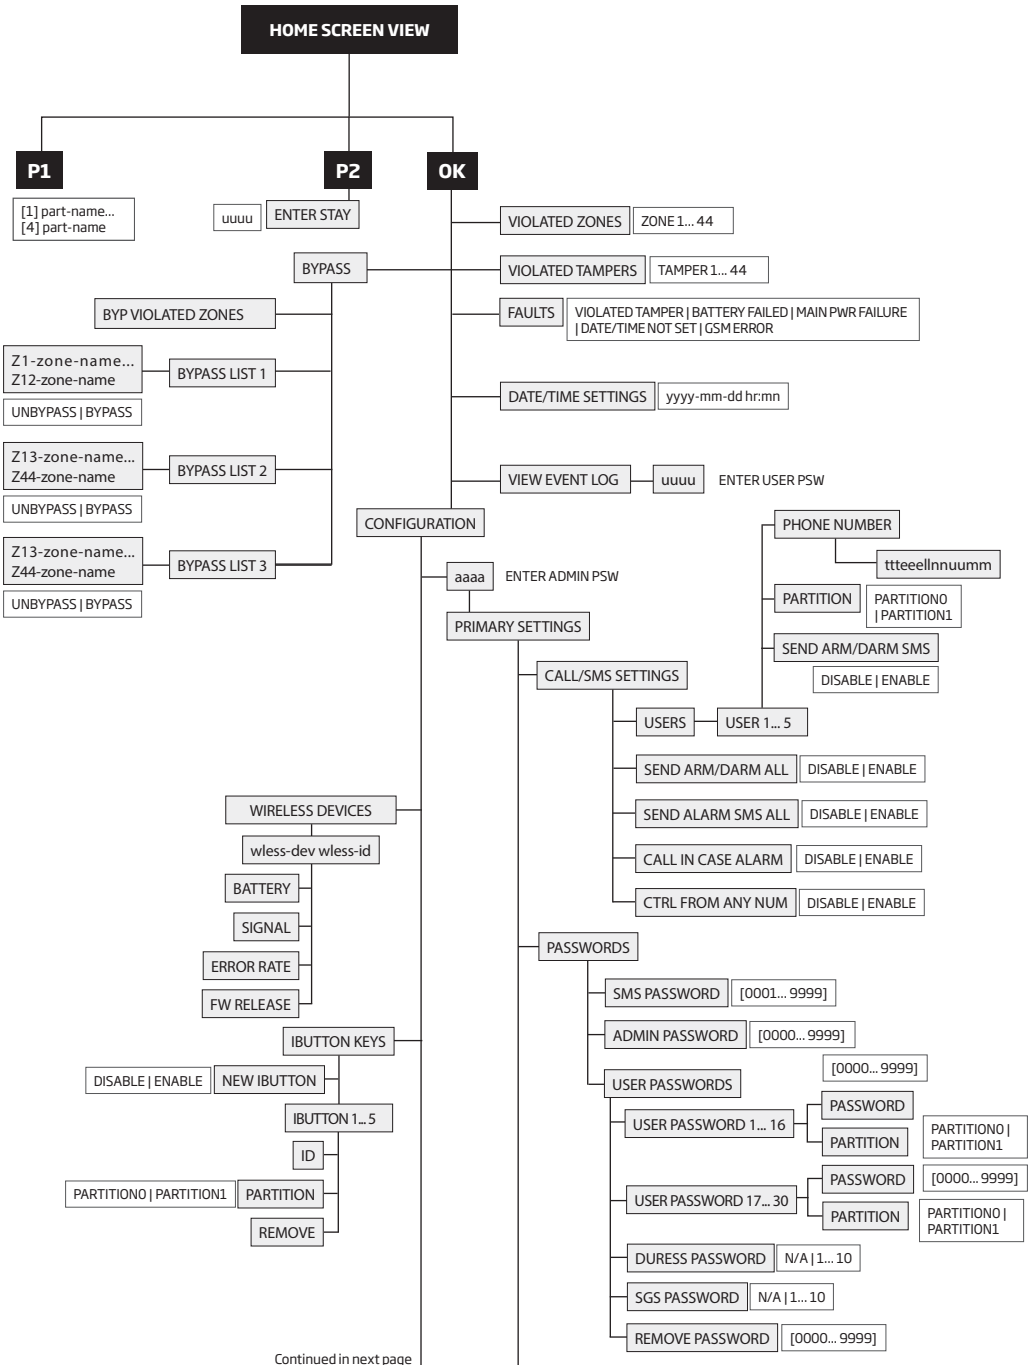 HOME SCREEN VIEW
P1
P2
OK
[1] part-name...
[4] part-name
uuuu
ENTER STAY
VIOLATED ZONES
ZONE 1... 44
BYPASS
VIOLATED TAMPERS
TAMPER 1... 44
BYP VIOLATED ZONES
FAULTS
VIOLATED TAMPER | BATTERY FAILED | MAIN PWR FAILURE
| DATE/TIME NOT SET | GSM ERROR
Z1-zone-name...
Z12-zone-name
BYPASS LIST 1
UNBYPASS | BYPASS
DATE/TIME SETTINGS
yyyy-mm-dd hr:mn
Z13-zone-name...
Z44-zone-name
BYPASS LIST 2
UNBYPASS | BYPASS
VIEW EVENT LOG
uuuu
ENTER USER PSW
CONFIGURATION
Z13-zone-name...
Z44-zone-name
BYPASS LIST 3
UNBYPASS | BYPASS
aaaa
ENTER ADMIN PSW
PRIMARY SETTINGS
PHONE NUMBER
ttteeellnnuumm
PARTITION
PARTITION0
| PARTITION1
SEND ARM/DARM SMS
DISABLE | ENABLE
CALL/SMS SETTINGS
USERS
USER 1... 5
SEND ARM/DARM ALL
DISABLE | ENABLE
SEND ALARM SMS ALL
DISABLE | ENABLE
CALL IN CASE ALARM
DISABLE | ENABLE
CTRL FROM ANY NUM
DISABLE | ENABLE
WIRELESS DEVICES
wless-dev wless-id
BATTERY
SIGNAL
ERROR RATE
FW RELEASE
IBUTTON KEYS
DISABLE | ENABLE
NEW IBUTTON
IBUTTON 1... 5
ID
PARTITION0 | PARTITION1
PARTITION
REMOVE
PASSWORDS
SMS PASSWORD
[0001... 9999]
ADMIN PASSWORD
[0000... 9999]
USER PASSWORDS
[0000... 9999]
USER PASSWORD 1... 16
PASSWORD
PARTITION
PARTITION0 |
PARTITION1
USER PASSWORD 17... 30
PASSWORD
[0000... 9999]
PARTITION
PARTITION0 |
PARTITION1
DURESS PASSWORD
N/A | 1... 10
SGS PASSWORD
N/A | 1... 10
REMOVE PASSWORD
[0000... 9999]
Continued in next page